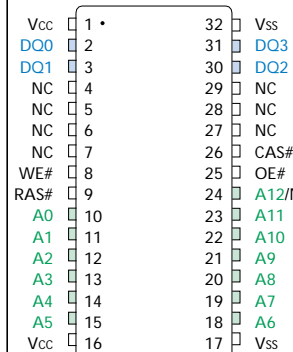 Vcc 1 • 32 Vss
DQ0 2 31 DQ3
DQ1 3 30 DQ2
NC 4 29 NC
NC 5 28 NC
NC 6 27 NC
NC 7 26 CAS#
WE# 8 25 OE#
RAS# 9 24 A12/
A0 10 23 A11
A1 11 22 A10
A2 12 21 A9
A3 13 20 A8
A4 14 19 A7
A5 15 18 A6
Vcc 16 17 Vss